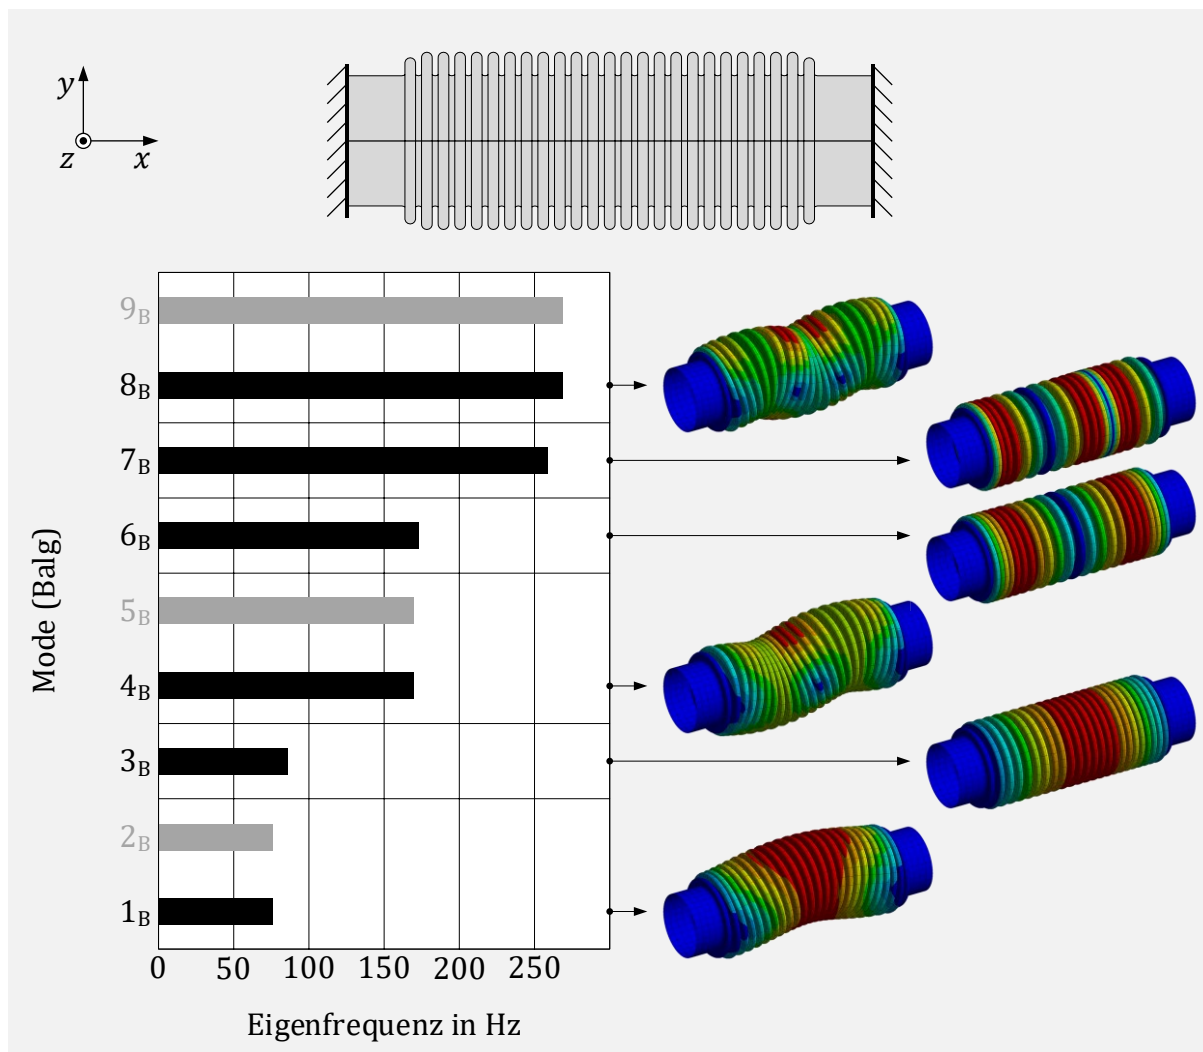 y
z x
9B
8B
7B
6B
5B
4B
3B
2B
1B
Mode (Balg)
0 50 100 150 200 250
Eigenfrequenz in Hz